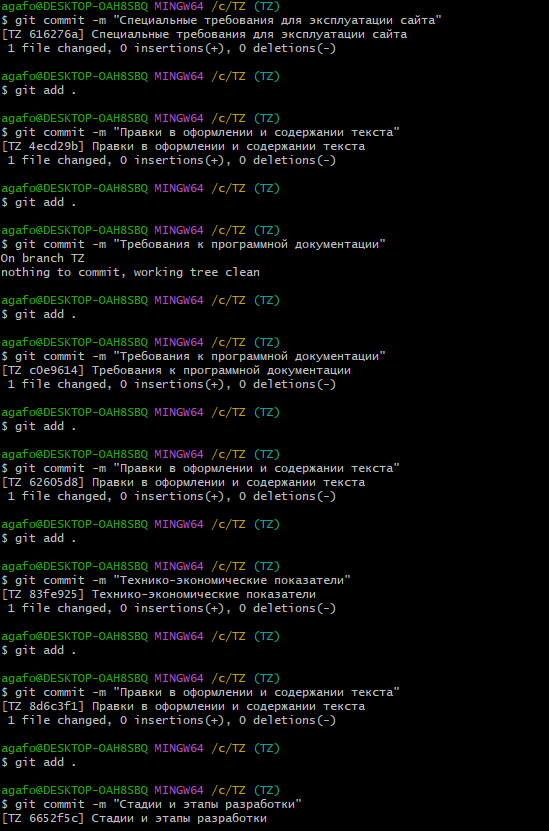 agafo@DESKTOP-OAH8SBQ MINGW64 /c/TZ (TZ)
$ git commit -m "Специальные требования для эксплуатации сайта"
[TZ 616276a] Специальные требования для эксплуатации сайта
 1 file changed, 0 insertions(+), 0 deletions(-)
agafo@DESKTOP-OAH8SBQ MINGW64 /c/TZ (TZ)
$ git add .
agafo@DESKTOP-OAH8SBQ MINGW64 /c/TZ (TZ)
$ git commit -m "Правки в оформлении и содержании текста"
[TZ 4ecd29b] Правки в оформлении и содержании текста
 1 file changed, 0 insertions(+), 0 deletions(-)
agafo@DESKTOP-OAH8SBQ MINGW64 /c/TZ (TZ)
$ git add .
agafo@DESKTOP-OAH8SBQ MINGW64 /c/TZ (TZ)
$ git commit -m "Требования к программной документации"
On branch TZ
nothing to commit, working tree clean
agafo@DESKTOP-OAH8SBQ MINGW64 /c/TZ (TZ)
$ git add .
agafo@DESKTOP-OAH8SBQ MINGW64 /c/TZ (TZ)
$ git commit -m "Требования к программной документации"
[TZ c0e9614] Требования к программной документации
 1 file changed, 0 insertions(+), 0 deletions(-)
agafo@DESKTOP-OAH8SBQ MINGW64 /c/TZ (TZ)
$ git add .
agafo@DESKTOP-OAH8SBQ MINGW64 /c/TZ (TZ)
$ git commit -m "Правки в оформлении и содержании текста"
[TZ 62605d8] Правки в оформлении и содержании текста
 1 file changed, 0 insertions(+), 0 deletions(-)
agafo@DESKTOP-OAH8SBQ MINGW64 /c/TZ (TZ)
$ git add .
agafo@DESKTOP-OAH8SBQ MINGW64 /c/TZ (TZ)
$ git commit -m "Технико-экономические показатели"
[TZ 83fe925] Технико-экономические показатели
 1 file changed, 0 insertions(+), 0 deletions(-)
agafo@DESKTOP-OAH8SBQ MINGW64 /c/TZ (TZ)
$ git add .
agafo@DESKTOP-OAH8SBQ MINGW64 /c/TZ (TZ)
$ git commit -m "Правки в оформлении и содержании текста"
[TZ 8d6c3f1] Правки в оформлении и содержании текста
 1 file changed, 0 insertions(+), 0 deletions(-)
agafo@DESKTOP-OAH8SBQ MINGW64 /c/TZ (TZ)
$ git add .
agafo@DESKTOP-OAH8SBQ MINGW64 /c/TZ (TZ)
$ git commit -m "Стадии и этапы разработки"
[TZ 6652f5c] Стадии и этапы разработки